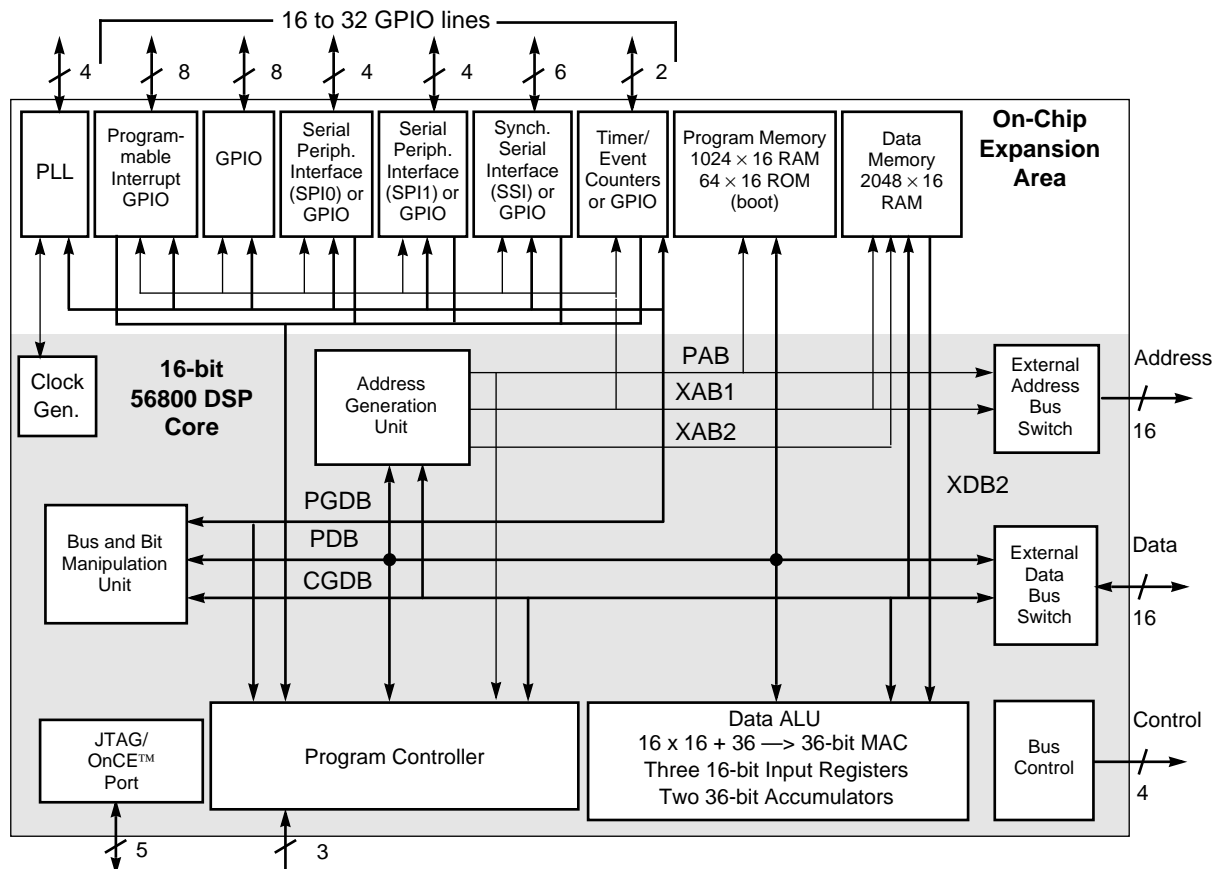 16 to 32 GPIO lines
4
8
8
4
4
6
2
PLL
Program-
mable
Interrupt
GPIO
GPIO
Serial
Periph.
Interface
(SPI0) or
GPIO
Serial
Periph.
Interface
(SPI1) or
GPIO
Synch.
Serial
Interface
(SSI) or
GPIO
Timer/
Event
Counters
or GPIO
Program Memory
1024 × 16 RAM
64 × 16 ROM
(boot)
Data
Memory
2048 × 16
RAM
On-Chip
Expansion
Area
Clock
Gen.
16-bit
56800 DSP
Core
Address
Generation
Unit
PAB
XAB1
XAB2
External
Address
Bus
Switch
Address
16
XDB2
PGDB
PDB
CGDB
Bus and Bit
Manipulation
Unit
External
Data
Bus
Switch
Data
16
JTAG/
OnCE™
Port
Program Controller
Data ALU
16 x 16 + 36 —> 36-bit MAC
Three 16-bit Input Registers
Two 36-bit Accumulators
Bus
Control
Control
4
5
3